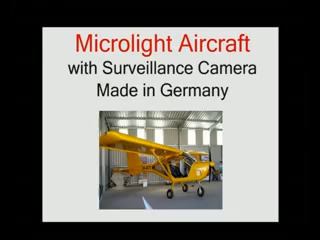 Microlight Aircraft
with Surveillance Camera
Made in Germany